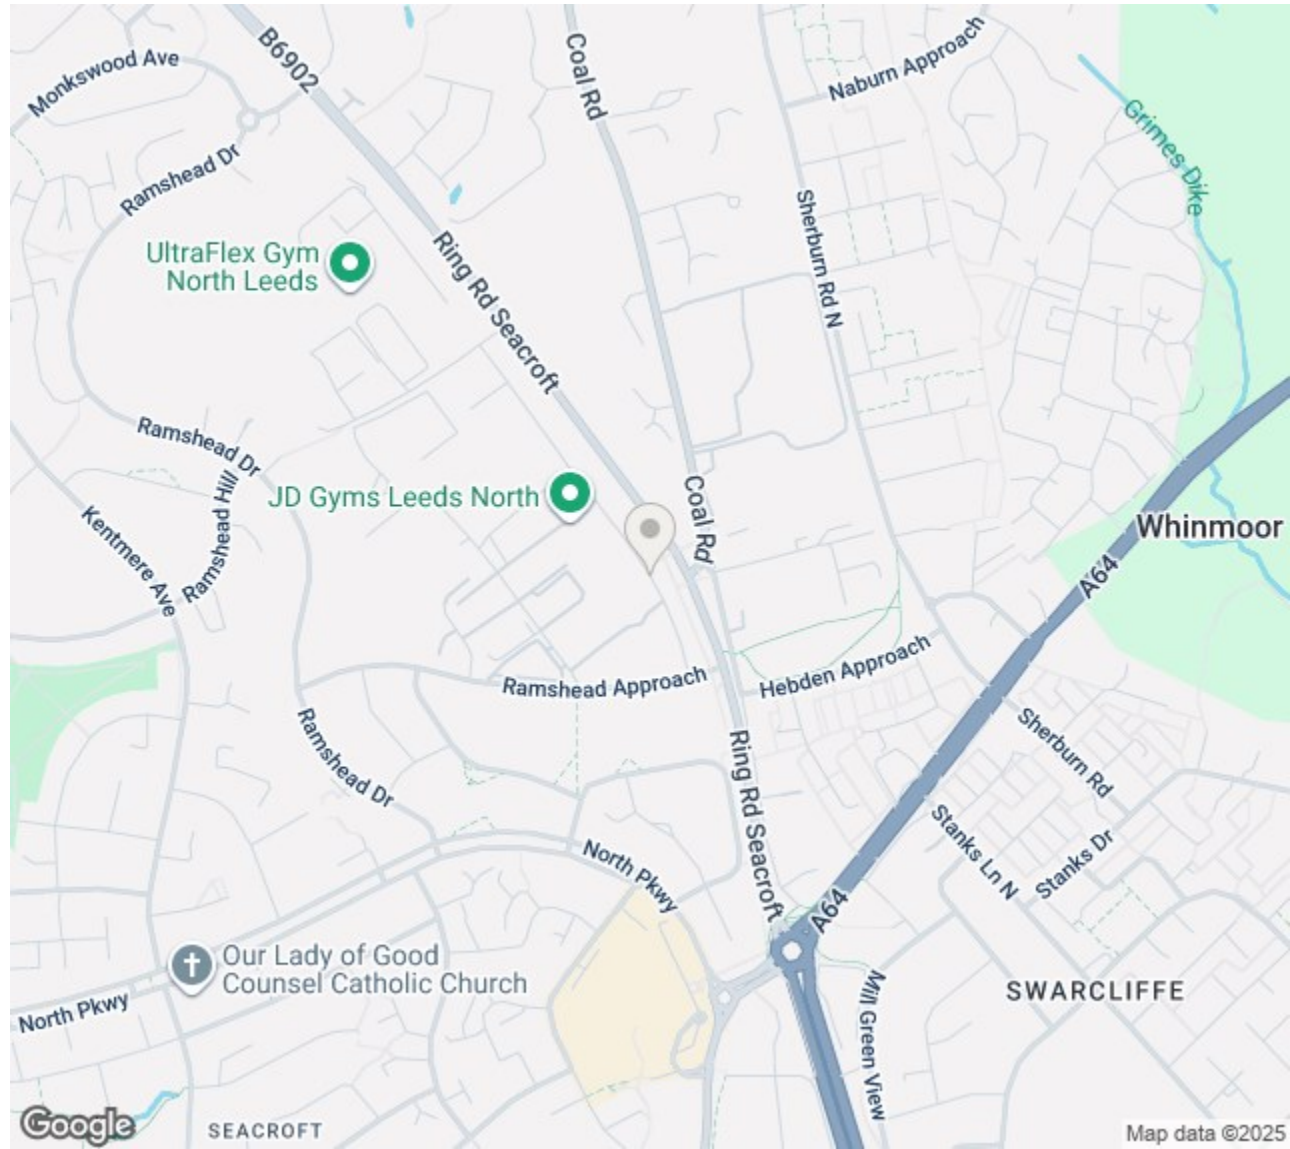 B6902
Coal Rd
Naburn Approach
Monkswood Ave
Grimes Dike
Ramshead Dr
Sherburn Rd N
UltraFlex Gym
North Leeds
Ring Rd Seacroft
Ramshead Dr
Ramshead Hill
JD Gyms Leeds North
Coal Rd
Kentmere Ave
Whinmoor
A64
Ramshead Approach
Hebden Approach
Ramshead Dr
Sherburn Rd
Ring Rd Seacroft
Stanks Ln N
Stanks Dr
North Pkwy
A64
Our Lady of Good
Counsel Catholic Church
North Pkwy
Mill Green View
SWARCLIFFE
SEACROFT
Google
Map data ©2025